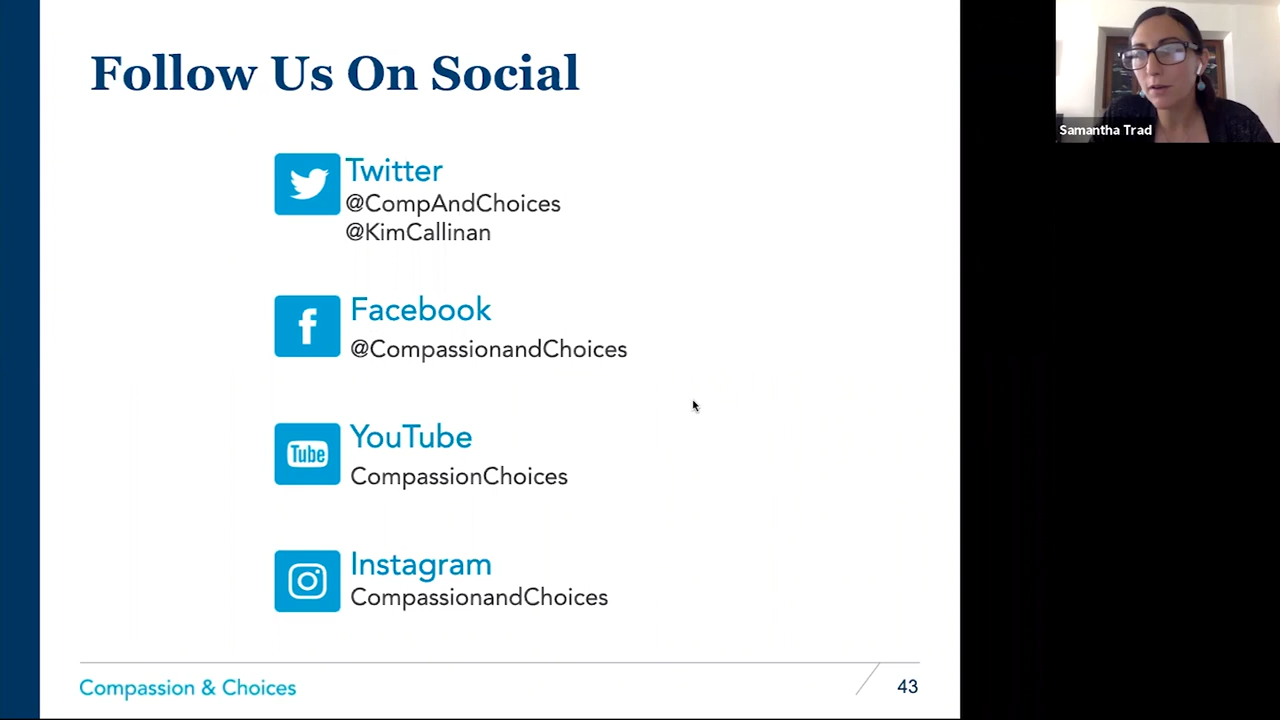 Follow Us On Social
Twitter
@CompAndChoices
@KimCallinan
Facebook
@CompassionandChoices
Tube
YouTube
CompassionChoices
Instagram
CompassionandChoices
Compassion & Choices
43
Samantha Trad